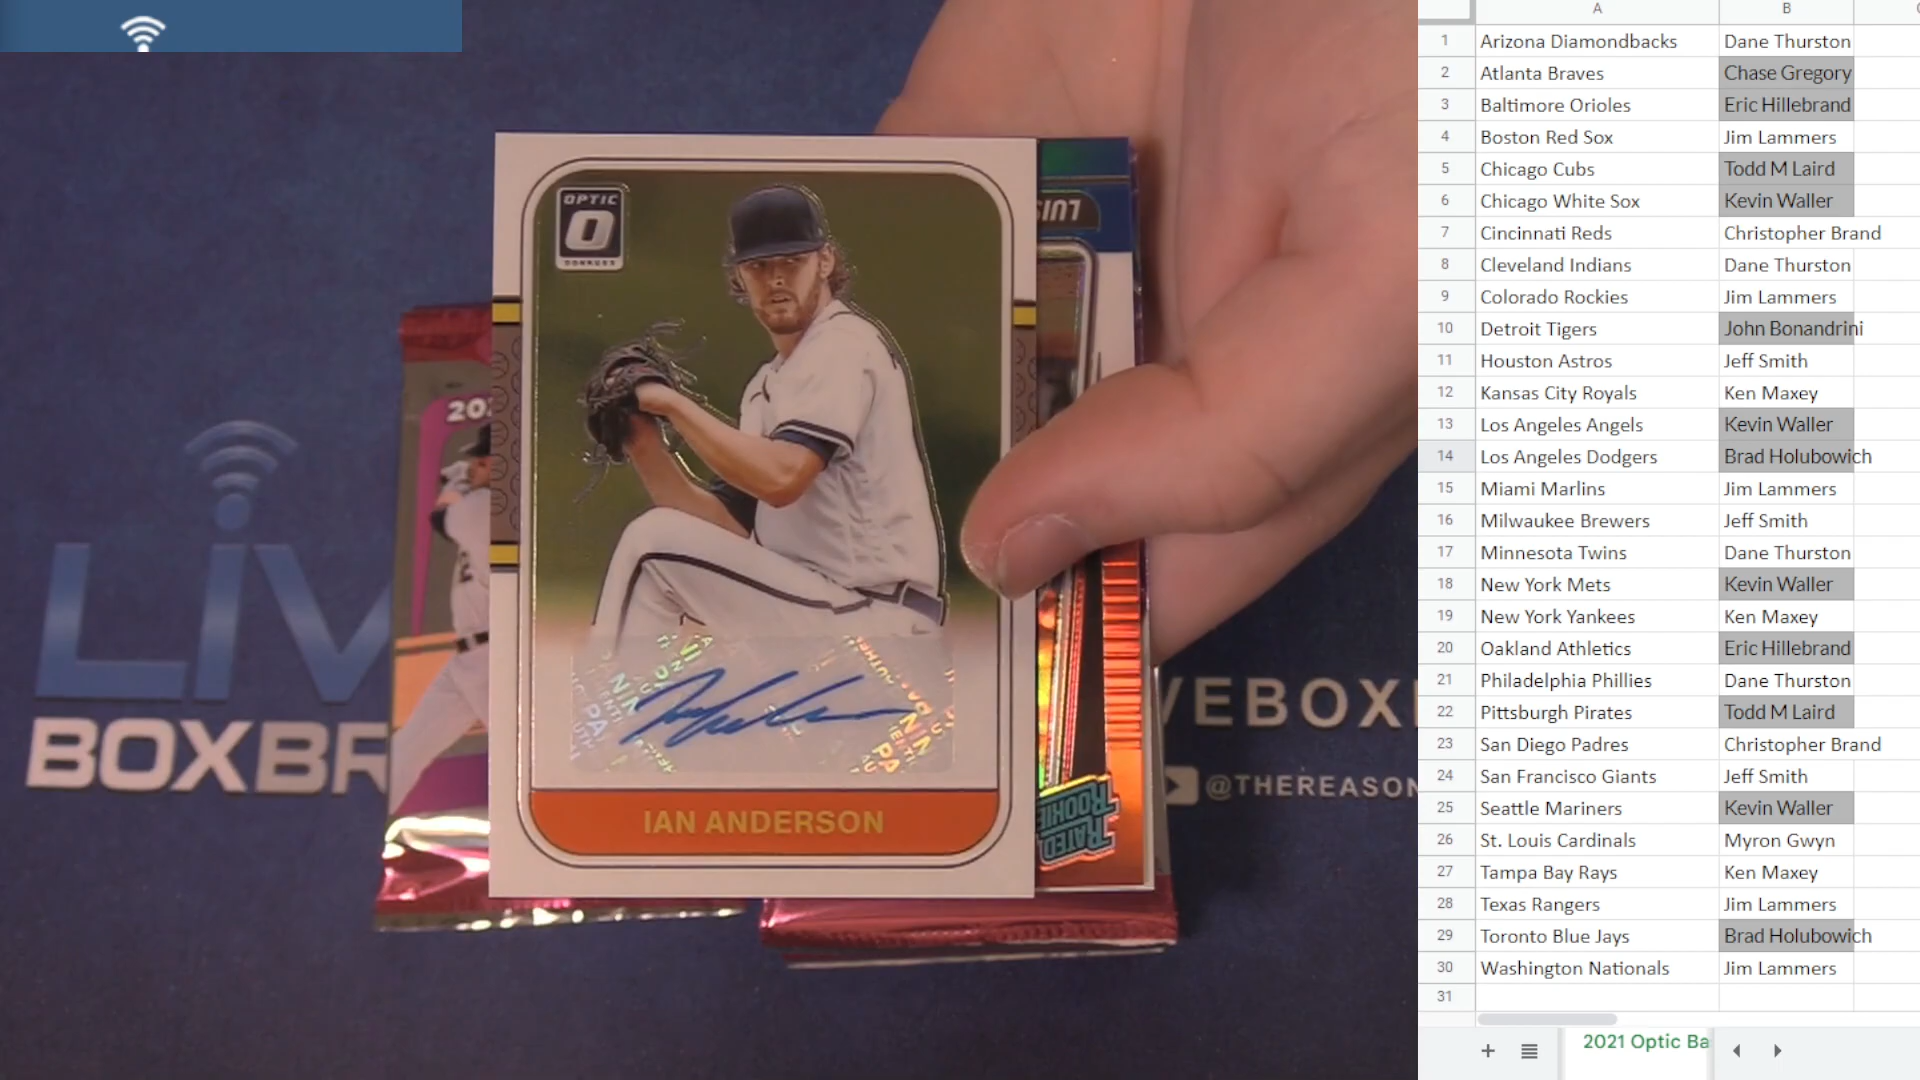 OPTIC
O
DONRUSS
IAN ANDERSON
LUIS
RATED
ROOKIE
202
LIV
BOXBR
VEBOX
@THEREASON
A B
1 Arizona Diamondbacks Dane Thurston
2 Atlanta Braves Chase Gregory
3 Baltimore Orioles Eric Hillebrand
4 Boston Red Sox Jim Lammers
5 Chicago Cubs Todd M Laird
6 Chicago White Sox Kevin Waller
7 Cincinnati Reds Christopher Brand
8 Cleveland Indians Dane Thurston
9 Colorado Rockies Jim Lammers
10 Detroit Tigers John Bonandrini
11 Houston Astros Jeff Smith
12 Kansas City Royals Ken Maxey
13 Los Angeles Angels Kevin Waller
14 Los Angeles Dodgers Brad Holubowich
15 Miami Marlins Jim Lammers
16 Milwaukee Brewers Jeff Smith
17 Minnesota Twins Dane Thurston
18 New York Mets Kevin Waller
19 New York Yankees Ken Maxey
20 Oakland Athletics Eric Hillebrand
21 Philadelphia Phillies Dane Thurston
22 Pittsburgh Pirates Todd M Laird
23 San Diego Padres Christopher Brand
24 San Francisco Giants Jeff Smith
25 Seattle Mariners Kevin Waller
26 St. Louis Cardinals Myron Gwyn
27 Tampa Bay Rays Ken Maxey
28 Texas Rangers Jim Lammers
29 Toronto Blue Jays Brad Holubowich
30 Washington Nationals Jim Lammers
31
2021 Optic Ba